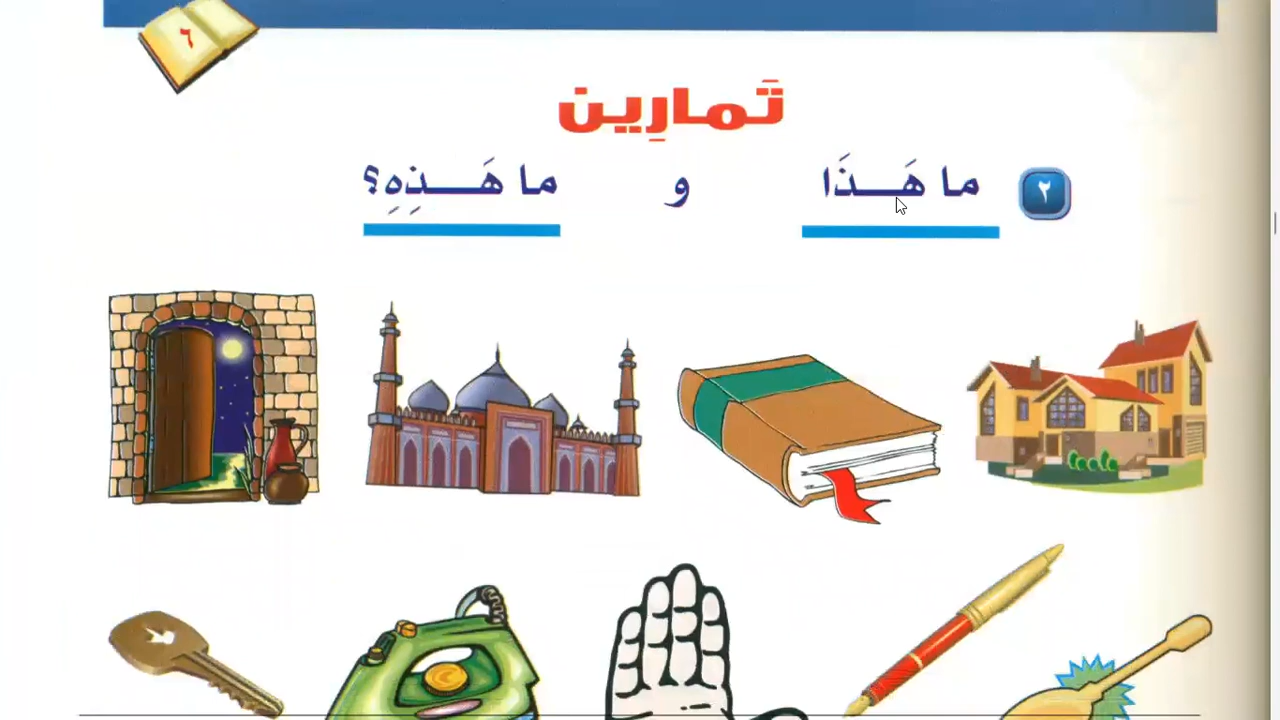 ٦
تَمارِين
٢ ما هَـــذَا و ما هَـــذِهِ؟